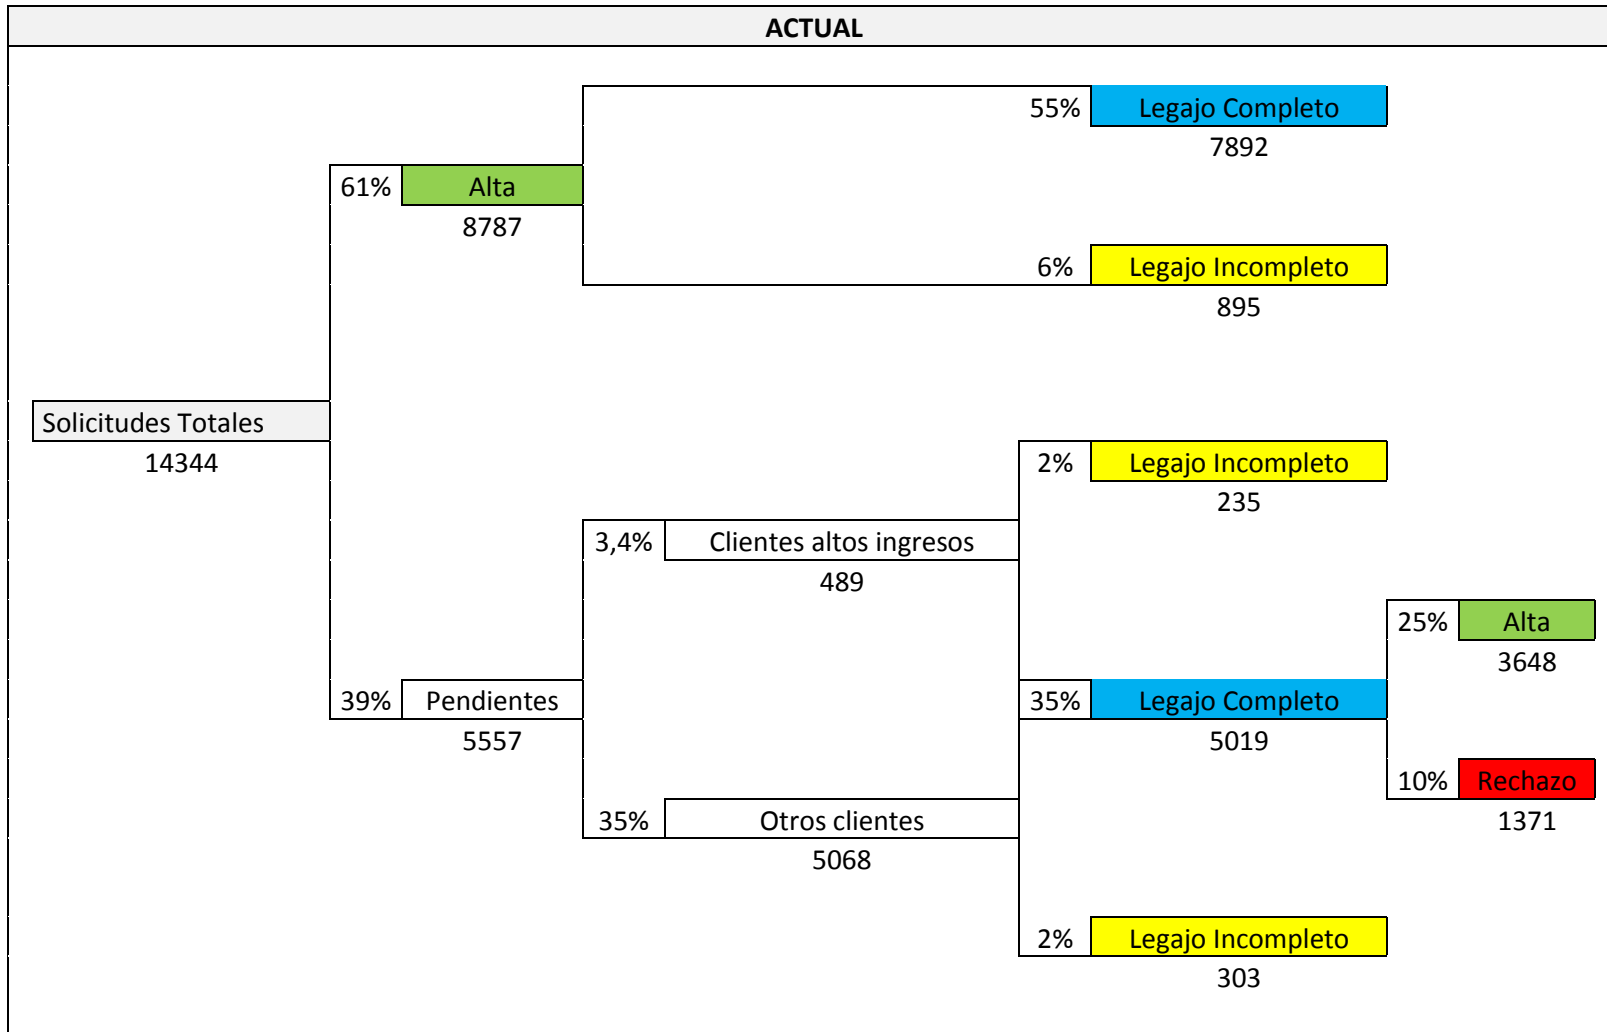 ACTUAL
55% Legajo Completo
7892
61% Alta
8787
6% Legajo Incompleto
895
Solicitudes Totales
14344
2% Legajo Incompleto
235
3,4% Clientes altos ingresos
489
25% Alta
3648
39% Pendientes
5557
35% Legajo Completo
5019
10% Rechazo
1371
35% Otros clientes
5068
2% Legajo Incompleto
303